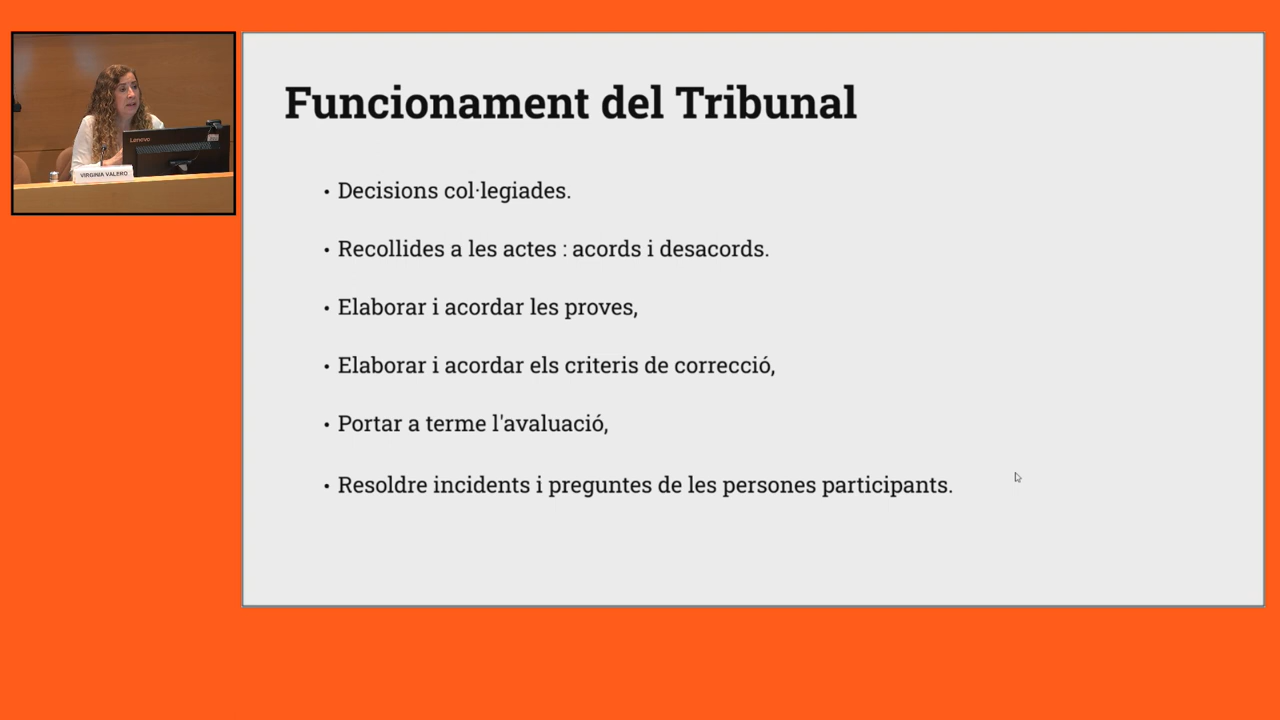 Lenovo
VIRGINIA VALERO
Funcionament del Tribunal
• Decisions col·legiades.
• Recollides a les actes : acords i desacords.
• Elaborar i acordar les proves,
• Elaborar i acordar els criteris de correcció,
• Portar a terme l'avaluació,
• Resoldre incidents i preguntes de les persones participants.